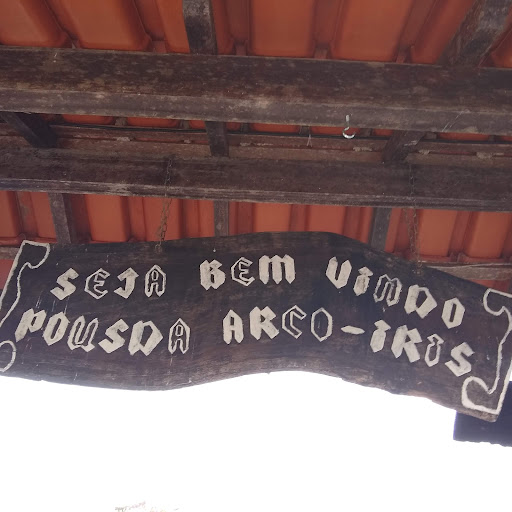 SEJA BEM VINDO
POUSDA ARCO-IRIS